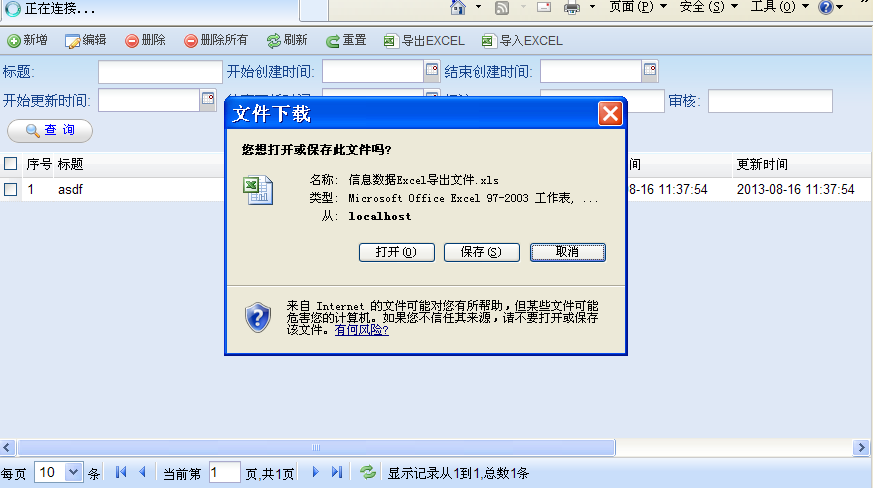 正在连接...
页面(P) 安全(S) 工具(O)
新增 编辑 删除 删除所有 刷新 重置 导出EXCEL 导入EXCEL
标题: 开始创建时间: 结束创建时间:
开始更新时间: 审核:
查 询
序号 标题 间 更新时间
1 asdf 8-16 11:37:54 2013-08-16 11:37:54
文件下载
您想打开或保存此文件吗?
名称: 信息数据Excel导出文件.xls
类型: Microsoft Office Excel 97-2003 工作表, ...
从: localhost
打开(O) 保存(S) 取消
来自 Internet 的文件可能对您有所帮助,但某些文件可能
危害您的计算机。如果您不信任其来源,请不要打开或保存
该文件。有何风险?
每页 10 条 当前第 1 页,共1页 显示记录从1到1,总数1条